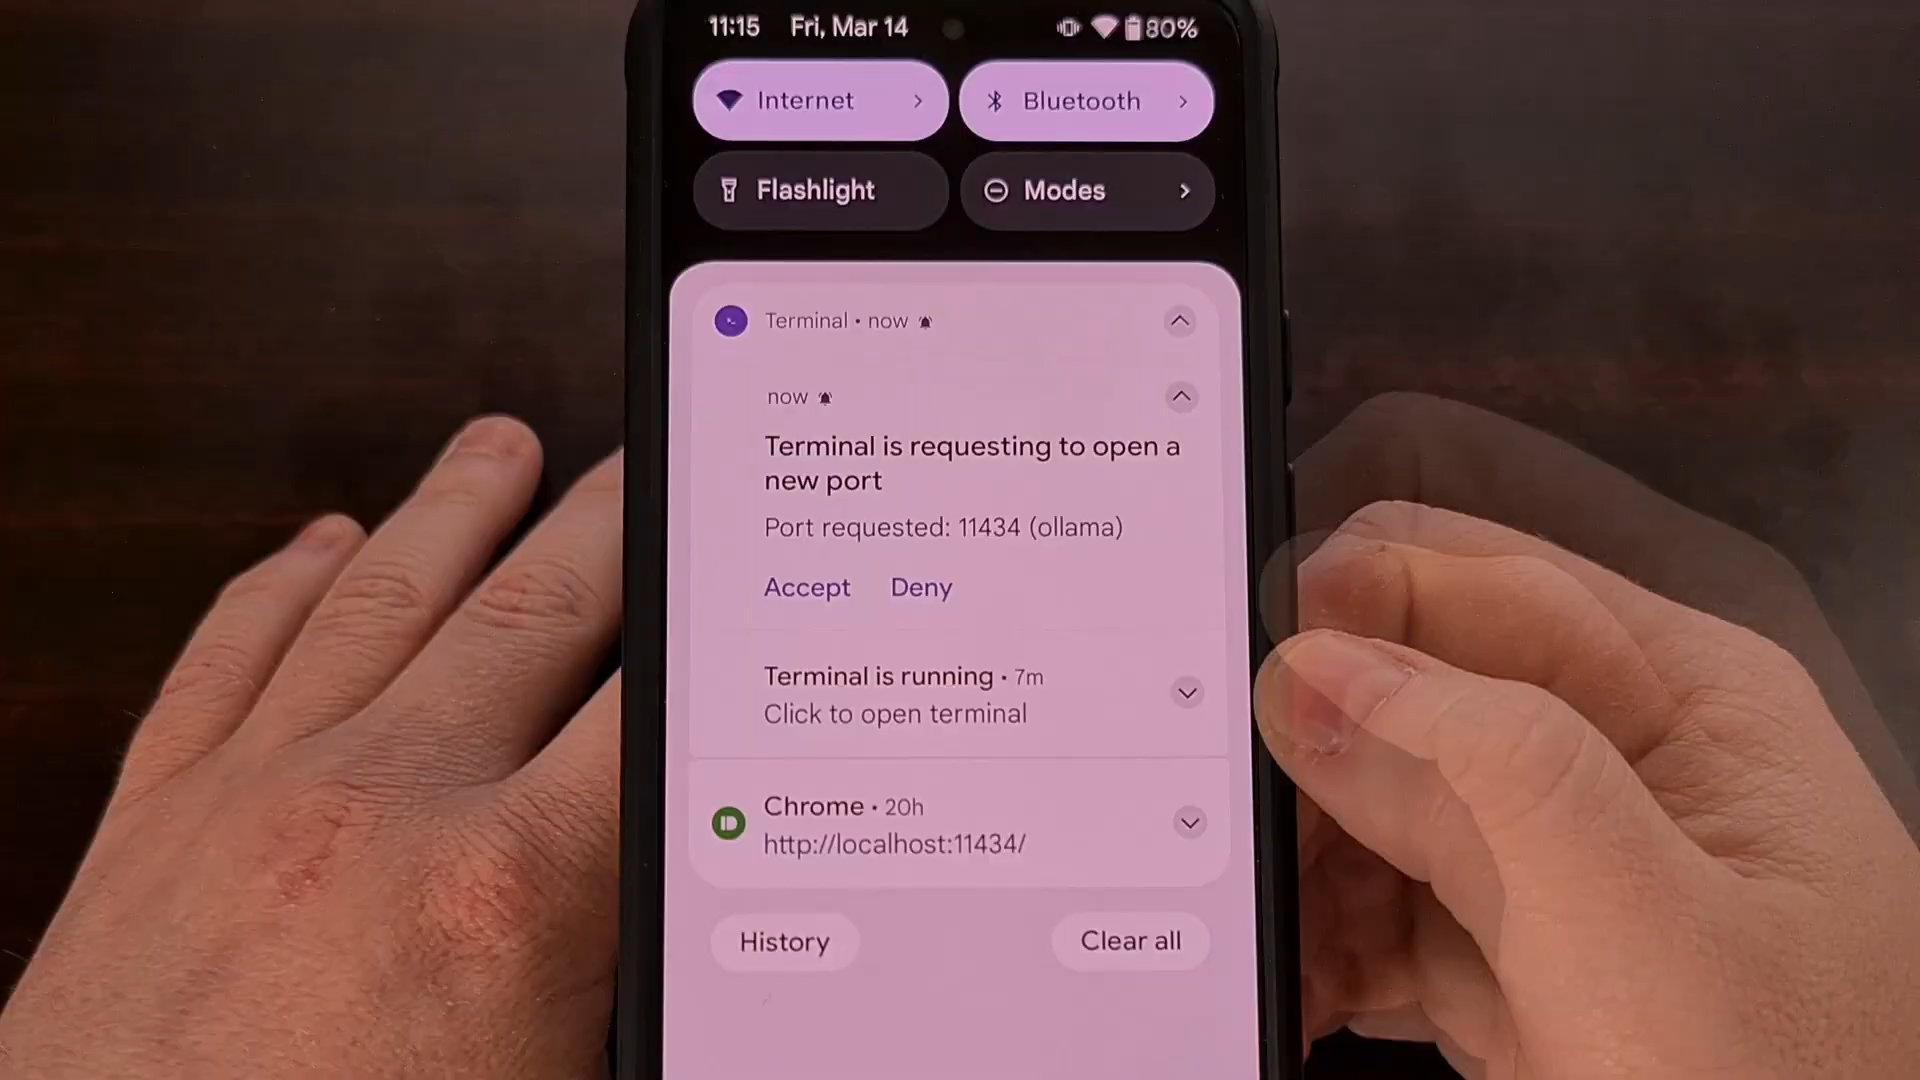 11:15 Fri, Mar 14 80%
Internet
Bluetooth
Flashlight
Modes
Terminal • now
now
Terminal is requesting to open a
new port
Port requested: 11434 (ollama)
Accept Deny
Terminal is running • 7m
Click to open terminal
Chrome • 20h
http://localhost:11434/
History
Clear all